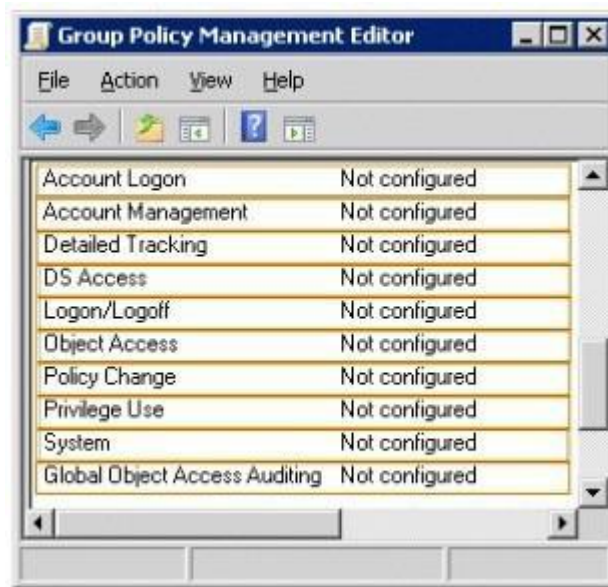 Group Policy Management Editor
File Action View Help
Account Logon Not configured
Account Management Not configured
Detailed Tracking Not configured
DS Access Not configured
Logon/Logoff Not configured
Object Access Not configured
Policy Change Not configured
Privilege Use Not configured
System Not configured
Global Object Access Auditing Not configured